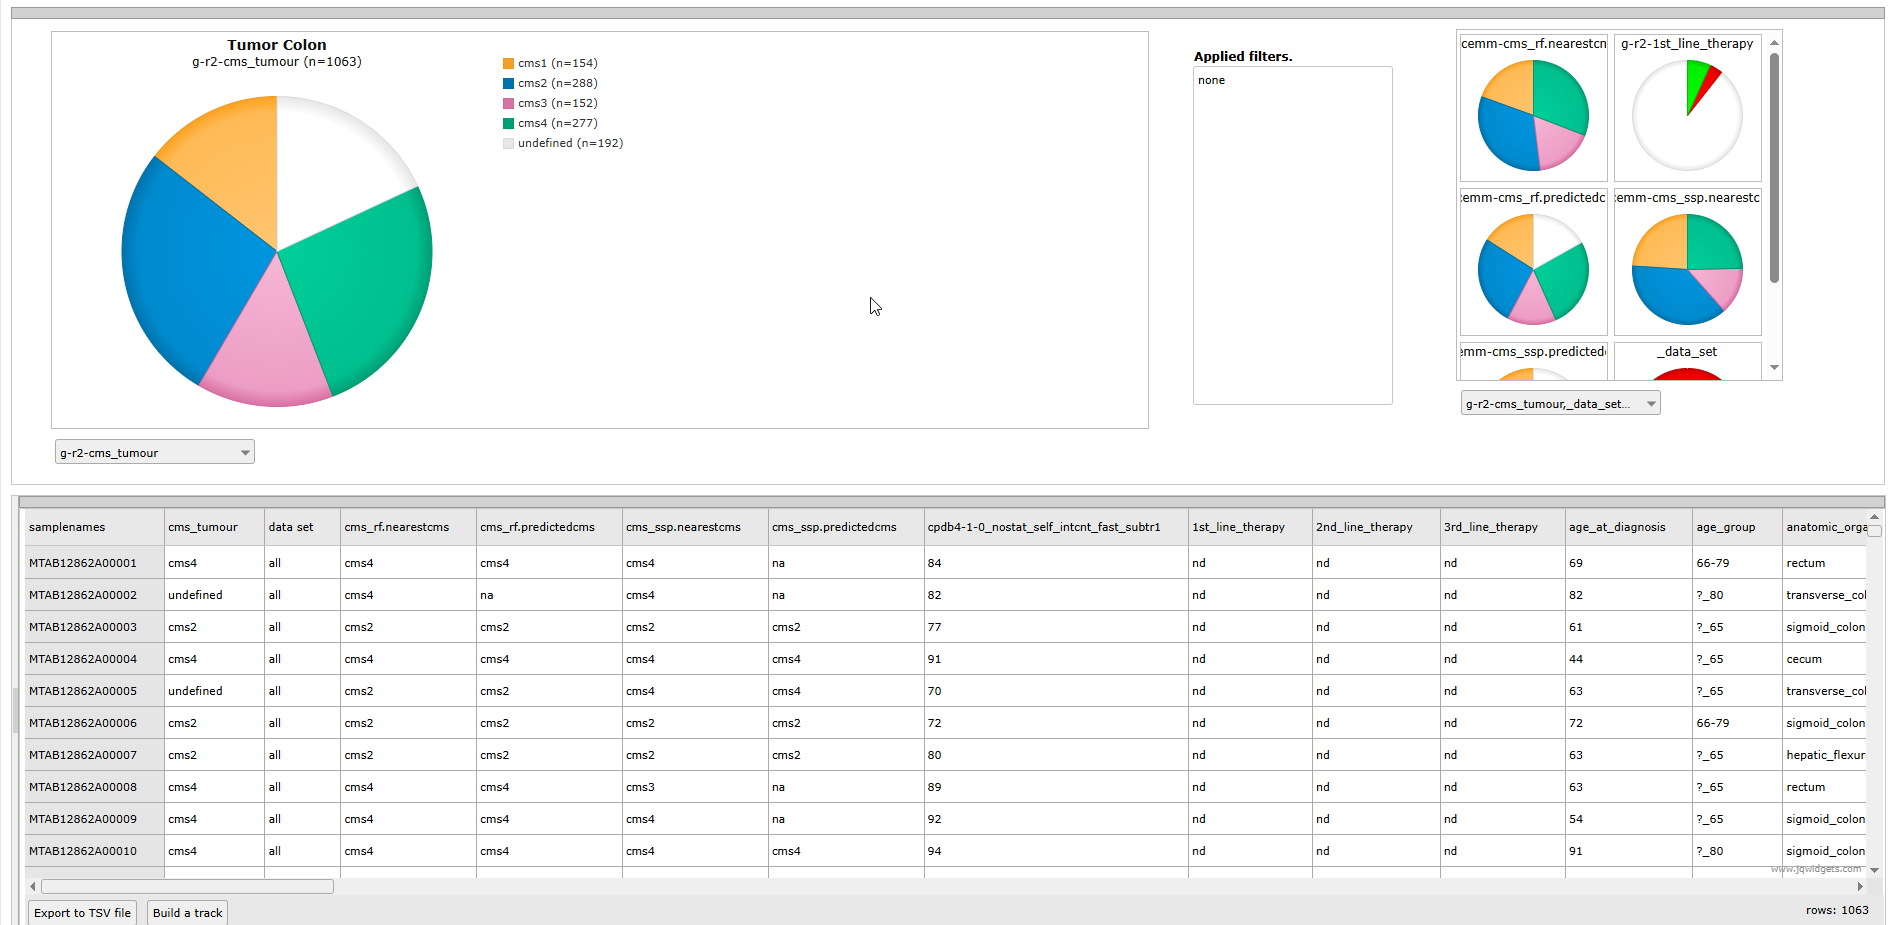 Tumor Colon
g-r2-cms_tumour (n=1063)
cms1 (n=154)
cms2 (n=288)
cms3 (n=152)
cms4 (n=277)
undefined (n=192)
g-r2-cms_tumour
Applied filters.
none
cemm-cms_rf.nearestcm
g-r2-1st_line_therapy
emm-cms_rf.predictedc
emm-cms_ssp.nearestc
mm-cms_ssp.predicted
_data_set
g-r2-cms_tumour,_data_set...
samplenames cms_tumour data set cms_rf.nearestcms cms_rf.predictedcms cms_ssp.nearestcms cms_ssp.predictedcms cpdb4-1-0_nostat_self_intcnt_fast_subtr1 1st_line_therapy 2nd_line_therapy 3rd_line_therapy age_at_diagnosis age_group anatomic_orga
MTAB12862A00001 cms4 all cms4 cms4 cms4 na 84 nd nd nd 69 66-79 rectum
MTAB12862A00002 undefined all cms4 na cms4 na 82 nd nd nd 82 ?_80 transverse_col
MTAB12862A00003 cms2 all cms2 cms2 cms2 cms2 77 nd nd nd 61 ?_65 sigmoid_colon
MTAB12862A00004 cms4 all cms4 cms4 cms4 cms4 91 nd nd nd 44 ?_65 cecum
MTAB12862A00005 undefined all cms2 cms2 cms4 cms4 70 nd nd nd 63 ?_65 transverse_col
MTAB12862A00006 cms2 all cms2 cms2 cms2 cms2 72 nd nd nd 72 66-79 sigmoid_colon
MTAB12862A00007 cms2 all cms2 cms2 cms2 cms2 80 nd nd nd 63 ?_65 hepatic_flexur
MTAB12862A00008 cms4 all cms4 cms4 cms3 na 89 nd nd nd 63 ?_65 rectum
MTAB12862A00009 cms4 all cms4 cms4 cms4 na 92 nd nd nd 54 ?_65 sigmoid_colon
MTAB12862A00010 cms4 all cms4 cms4 cms4 cms4 94 nd nd nd 91 ?_80 sigmoid_colon
www.jqwidgets.com
Export to TSV file Build a track rows: 1063